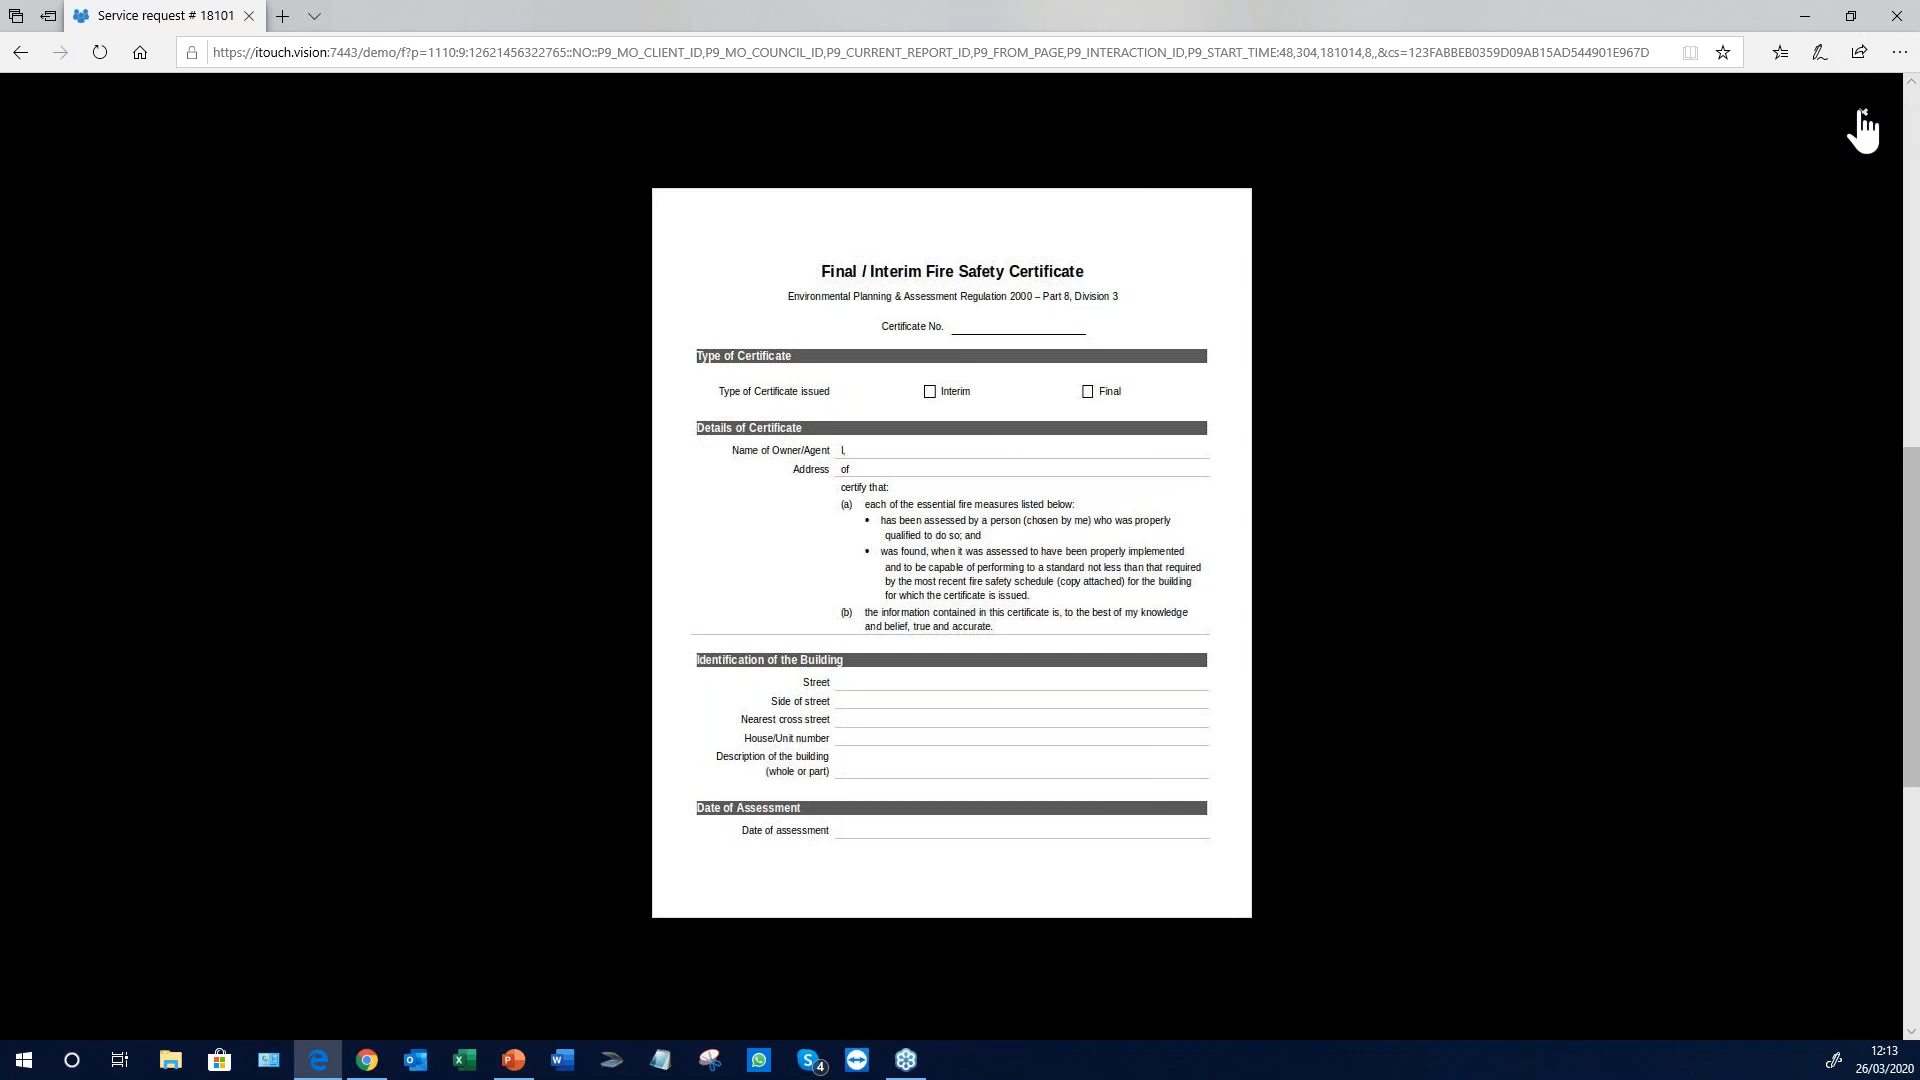 Service request # 18101
https://itouch.vision:7443/demo/f?p=1110:9:12621456322765::NO::P9_MO_CLIENT_ID,P9_MO_COUNCIL_ID,P9_CURRENT_REPORT_ID,P9_FROM_PAGE,P9_INTERACTION_ID,P9_START_TIME:48,304,181014,8,,&cs=123FABBEB0359D09AB15AD544901E967D
Final / Interim Fire Safety Certificate
Environmental Planning & Assessment Regulation 2000 – Part 8, Division 3
Certificate No.
Type of Certificate
Type of Certificate issued Interim Final
Details of Certificate
Name of Owner/Agent I,
Address of
certify that:
(a) each of the essential fire measures listed below:
• has been assessed by a person (chosen by me) who was properly
qualified to do so; and
• was found, when it was assessed to have been properly implemented
and to be capable of performing to a standard not less than that required
by the most recent fire safety schedule (copy attached) for the building
for which the certificate is issued.
(b) the information contained in this certificate is, to the best of my knowledge
and belief, true and accurate.
Identification of the Building
Street
Side of street
Nearest cross street
House/Unit number
Description of the building
(whole or part)
Date of Assessment
Date of assessment
4
12:13
26/03/2020